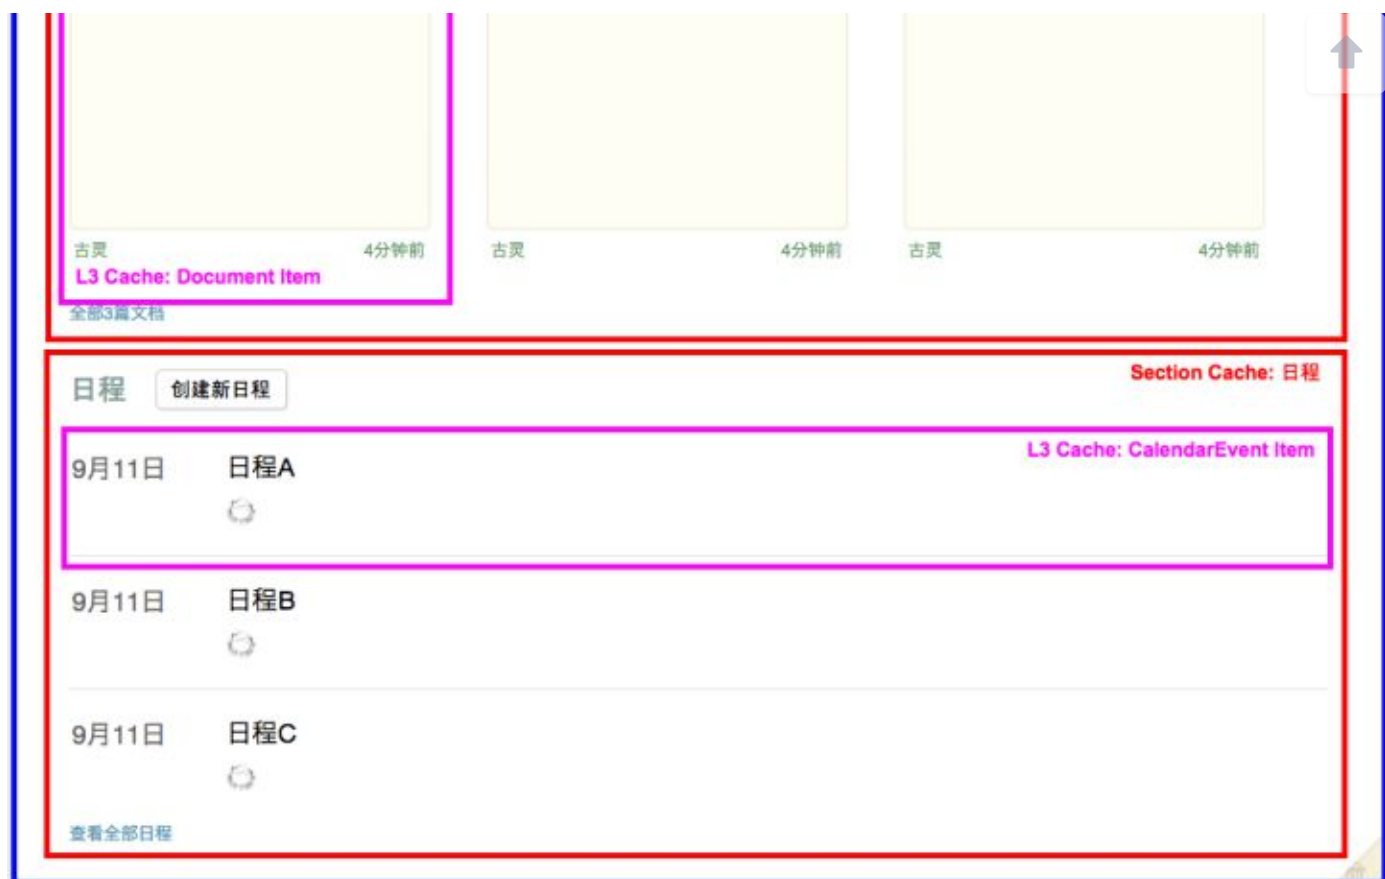 古灵 4分钟前 古灵 4分钟前 古灵 4分钟前
L3 Cache: Document Item
全部3篇文档
Section Cache: 日程
日程 创建新日程
L3 Cache: CalendarEvent Item
9月11日 日程A
9月11日 日程B
9月11日 日程C
查看全部日程